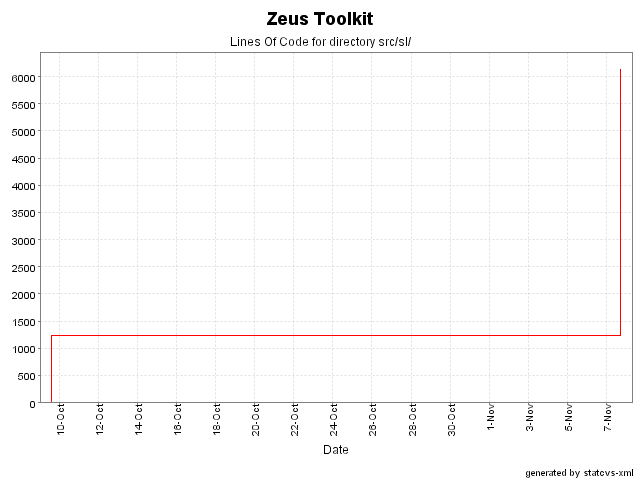 Zeus Toolkit
Lines Of Code for directory src/sl/
6000
5500
5000
4500
4000
3500
3000
2500
2000
1500
1000
500
0
10-Oct
12-Oct
14-Oct
16-Oct
18-Oct
20-Oct
22-Oct
24-Oct
26-Oct
28-Oct
30-Oct
1-Nov
3-Nov
5-Nov
7-Nov
Date
generated by statcvs-xml